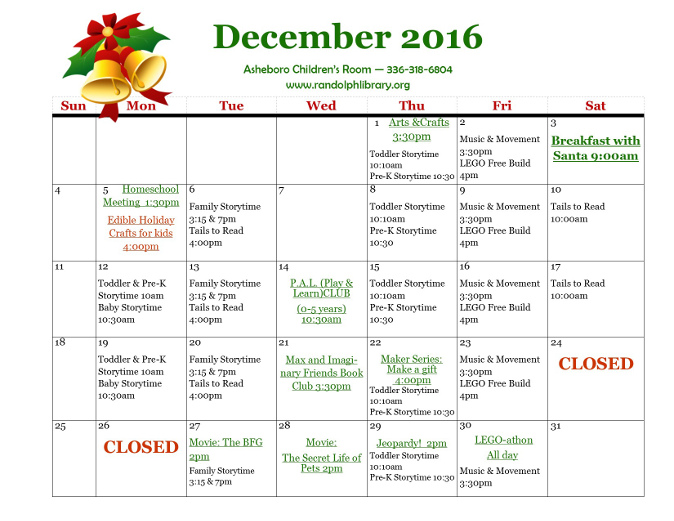 December 2016
Asheboro Children's Room — 336-318-6804
www.randolphlibrary.org
Sun Mon Tue Wed Thu Fri Sat
1 Arts &Crafts
3:30pm
Toddler Storytime
10:10am
Pre-K Storytime 10:30
2
Music & Movement
3:30pm
LEGO Free Build
4pm
3
Breakfast with
Santa 9:00am
4
5 Homeschool
Meeting 1:30pm
Edible Holiday
Crafts for kids
4:00pm
6
Family Storytime
3:15 & 7pm
Tails to Read
4:00pm
7
8
Toddler Storytime
10:10am
Pre-K Storytime
10:30
9
Music & Movement
3:30pm
LEGO Free Build
4pm
10
Tails to Read
10:00am
11
12
Toddler & Pre-K
Storytime 10am
Baby Storytime
10:30am
13
Family Storytime
3:15 & 7pm
Tails to Read
4:00pm
14
P.A.L. (Play &
Learn)CLUB
(0-5 years)
10:30am
15
Toddler Storytime
10:10am
Pre-K Storytime
10:30
16
Music & Movement
3:30pm
LEGO Free Build
4pm
17
Tails to Read
10:00am
18
19
Toddler & Pre-K
Storytime 10am
Baby Storytime
10:30am
20
Family Storytime
3:15 & 7pm
Tails to Read
4:00pm
21
Max and Imagi-
nary Friends Book
Club 3:30pm
22
Maker Series:
Make a gift
4:00pm
Toddler Storytime
10:10am
Pre-K Storytime 10:30
23
Music & Movement
3:30pm
LEGO Free Build
4pm
24
CLOSED
25
26
CLOSED
27
Movie: The BFG
2pm
Family Storytime
3:15 & 7pm
28
Movie:
The Secret Life of
Pets 2pm
29
Jeopardy! 2pm
Toddler Storytime
10:10am
Pre-K Storytime 10:30
30
LEGO-athon
All day
Music & Movement
3:30pm
31